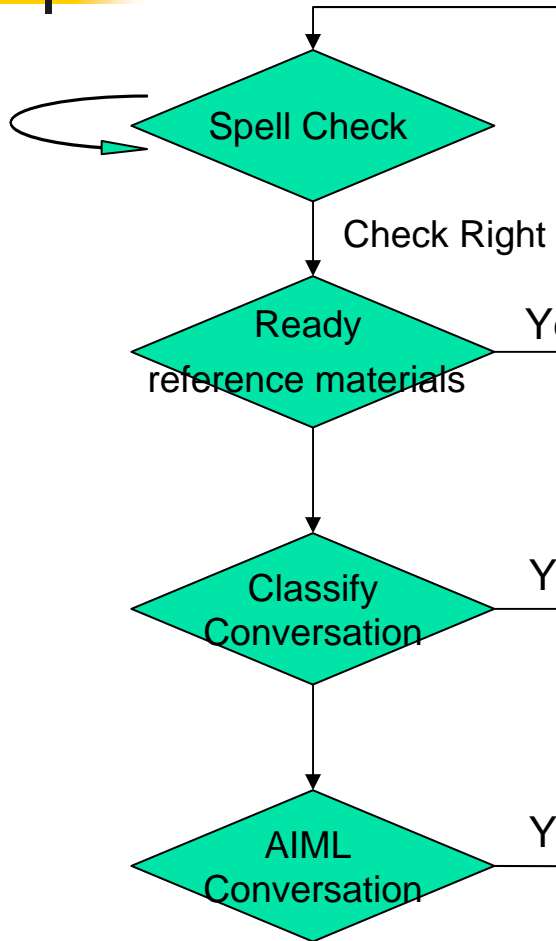 Spell Check
Check Right
Ready
reference materials
Classify
Conversation
AIML
Conversation